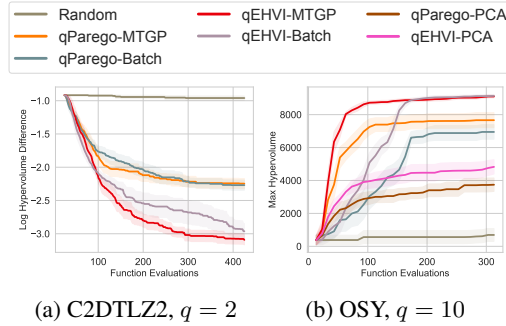 Random
qEHVI-MTGP
qParego-PCA
qParego-MTGP
qEHVI-Batch
qEHVI-PCA
qParego-Batch
Log Hypervolume Difference
−1.0
−1.5
−2.0
−2.5
−3.0
100
200
300
400
Function Evaluations
Max Hypervolume
8000
6000
4000
2000
0
0
100
200
300
Function Evaluations
(a) C2DTLZ2, q = 2
(b) OSY, q = 10